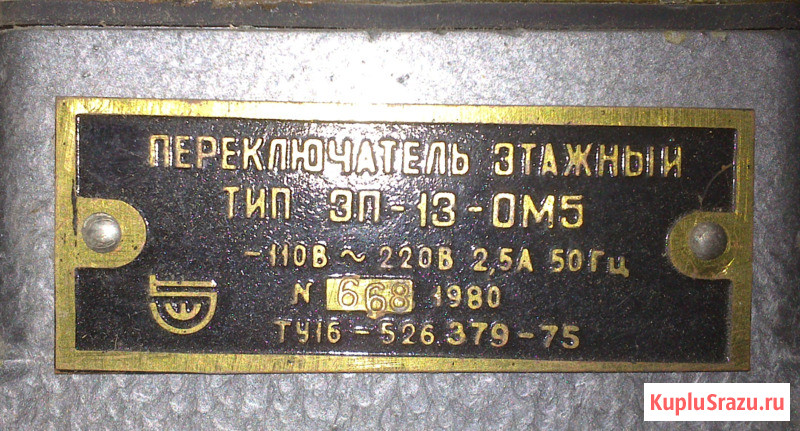 ПЕРЕКЛЮЧАТЕЛЬ ЭТАЖНЫЙ
ТИП ЭП-13-ОМ5
-110В ~ 220В 2,5А 50Гц
N 668 1980
ТУ16-526.379-75
KupluSrazu.ru